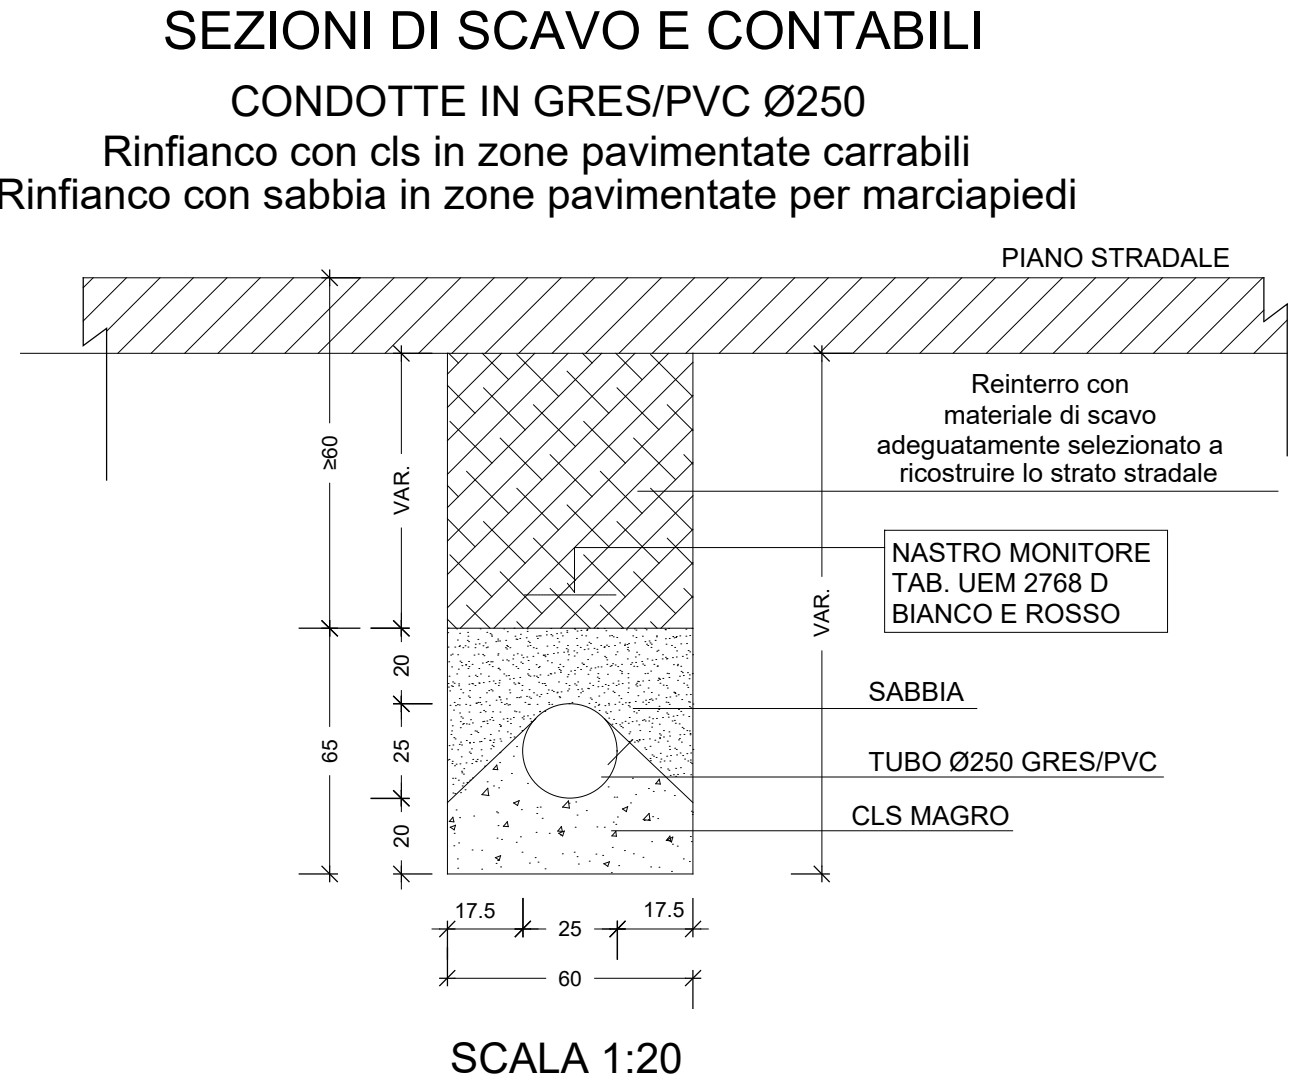 SEZIONI DI SCAVO E CONTABILI
CONDOTTE IN GRES/PVC Ø250
Rinfianco con cls in zone pavimentate carrabili
Rinfianco con sabbia in zone pavimentate per marciapiedi
PIANO STRADALE
Reinterro con
materiale di scavo
adeguatamente selezionato a
ricostruire lo strato stradale
≥60
VAR.
NASTRO MONITORE
TAB. UEM 2768 D
BIANCO E ROSSO
VAR.
20
SABBIA
65
25
TUBO Ø250 GRES/PVC
CLS MAGRO
20
17.5
25
17.5
60
SCALA 1:20